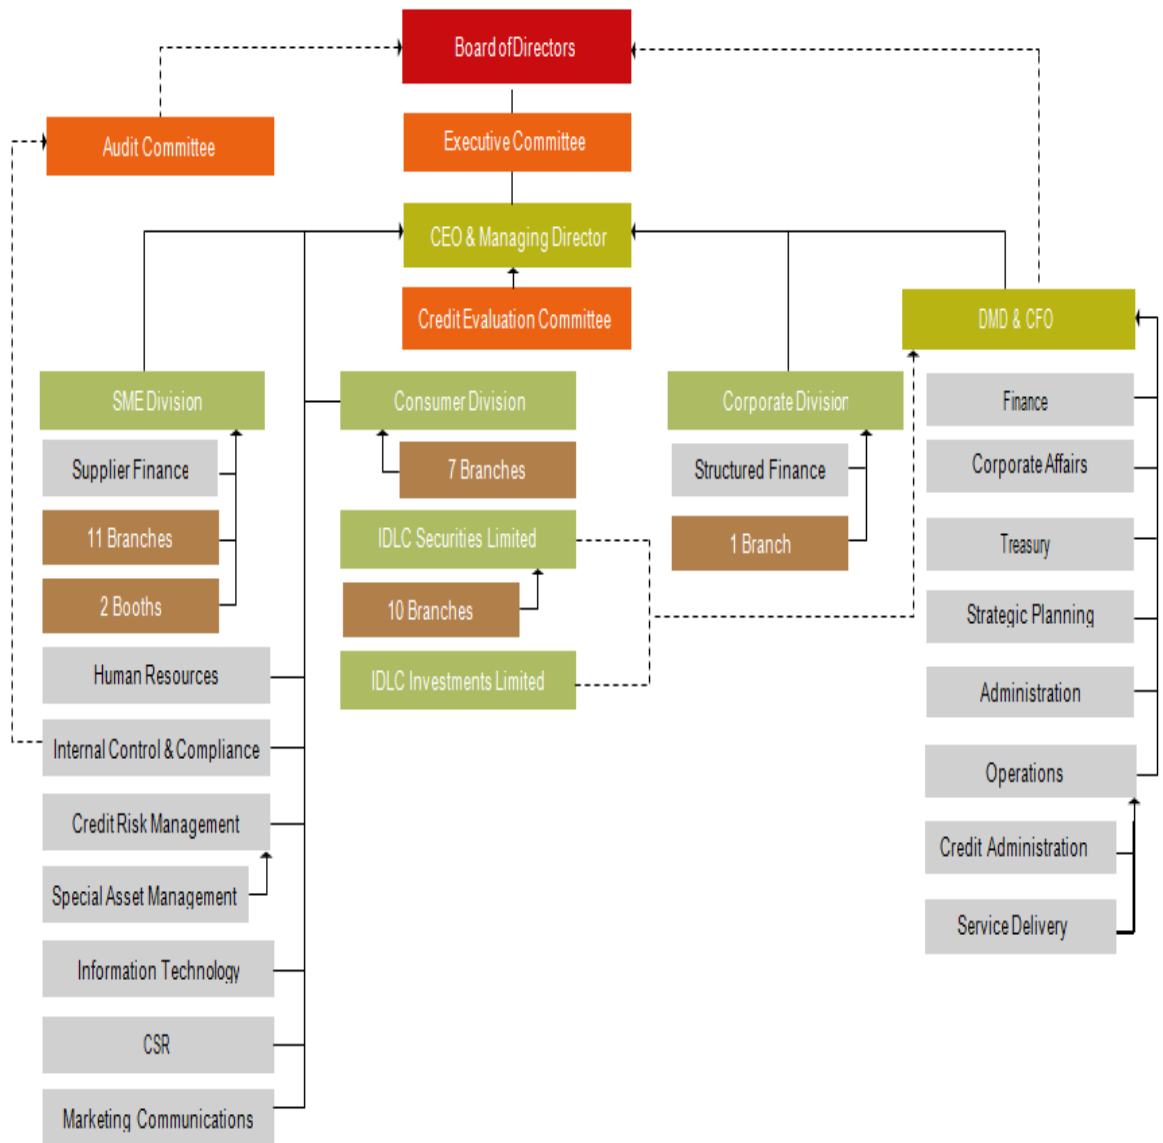 Board of Directors
Audit Committee
Executive Committee
CEO & Managing Director
Credit Evaluation Committee
DMD & CFO
SME Division
Consumer Division
Corporate Division
Finance
Supplier Finance
7 Branches
Structured Finance
Corporate Affairs
11 Branches
IDLC Securities Limited
1 Branch
Treasury
2 Booths
10 Branches
Strategic Planning
Human Resources
IDLC Investments Limited
Administration
Internal Control & Compliance
Operations
Credit Risk Management
Credit Administration
Special Asset Management
Service Delivery
Information Technology
CSR
Marketing Communications